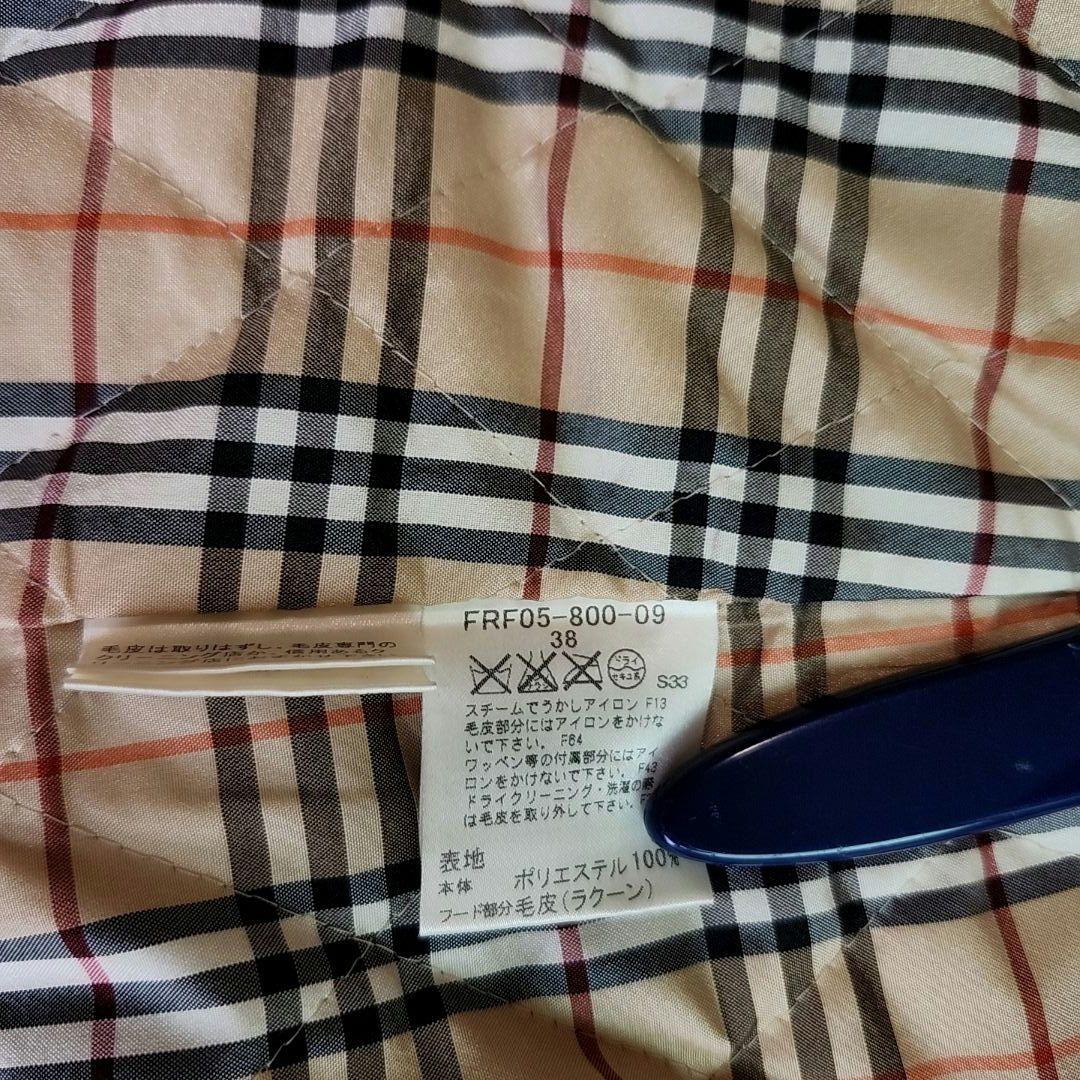 毛皮は取りはずし、毛皮専門の
FRF05-800-09
38
ドライ
セキユ系
S33
スチームでうかしアイロン F13
毛皮部分にはアイロンをかけな
いで下さい。 F64
ワッペン等の付属部分にはアイ
ロンをかけないで下さい。 F43
ドライクリーニング・洗濯の際
は毛皮を取り外して下さい。
表地
本体 ポリエステル 100%
フード部分 毛皮(ラクーン)